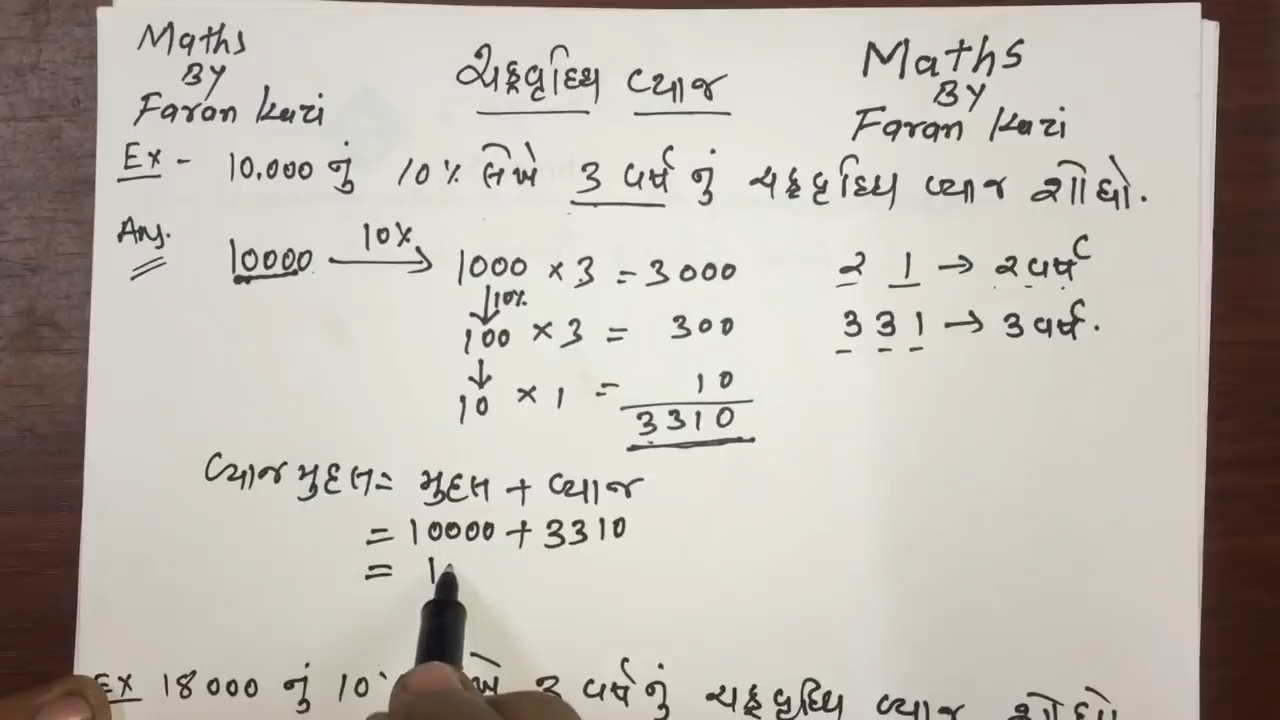 Maths
BY
Faran Kazi
ચક્રવૃદ્ધિ વ્યાજ
Maths
BY
Faran Kazi
Ex - 10,000 નું 10% લેખે 3 વર્ષ નું ચક્રવૃદ્ધિ વ્યાજ શોધો.
Ans.
10000 10% → 1000 × 3 = 3000
↓ 10%
100 × 3 = 300
↓
10 × 1 = 10
3310
2 1 → 2 વર્ષ
3 3 1 → 3 વર્ષ.
વ્યાજમુદ્દલ = મુદ્દલ + વ્યાજ
= 10000 + 3310
= 1
Ex 18000 નું 10 3 વર્ષ નું ચક્રવૃદ્ધિ વ્યાજ શોધો